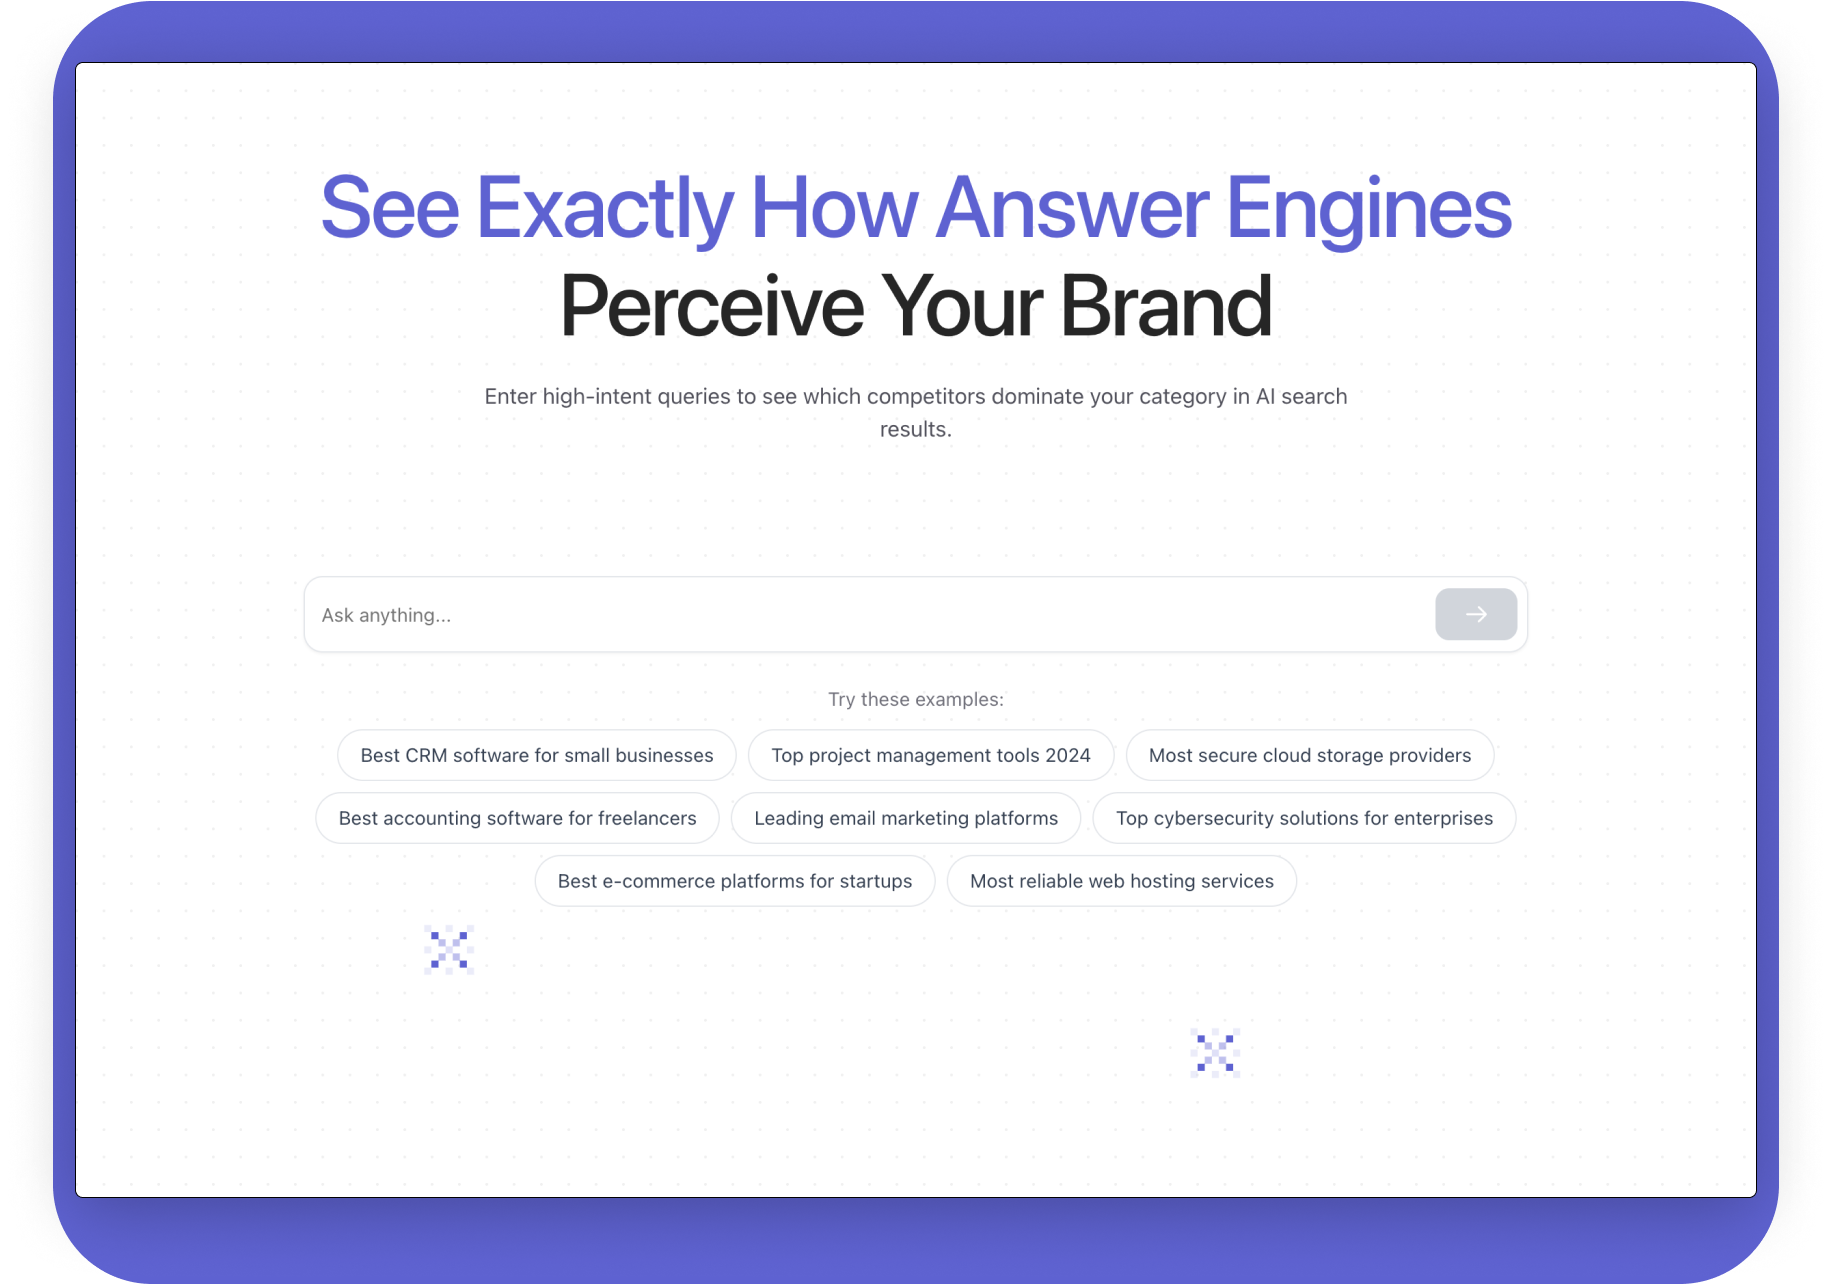 See Exactly How Answer Engines
Perceive Your Brand
Enter high-intent queries to see which competitors dominate your category in AI search
results.
Ask anything...
Try these examples:
Best CRM software for small businesses
Top project management tools 2024
Most secure cloud storage providers
Best accounting software for freelancers
Leading email marketing platforms
Top cybersecurity solutions for enterprises
Best e-commerce platforms for startups
Most reliable web hosting services